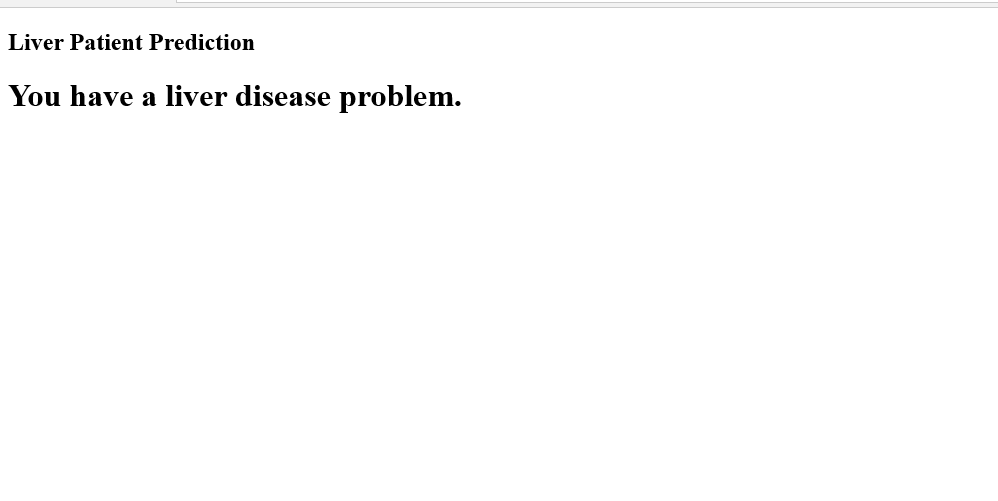 Liver Patient Prediction
You have a liver disease problem.